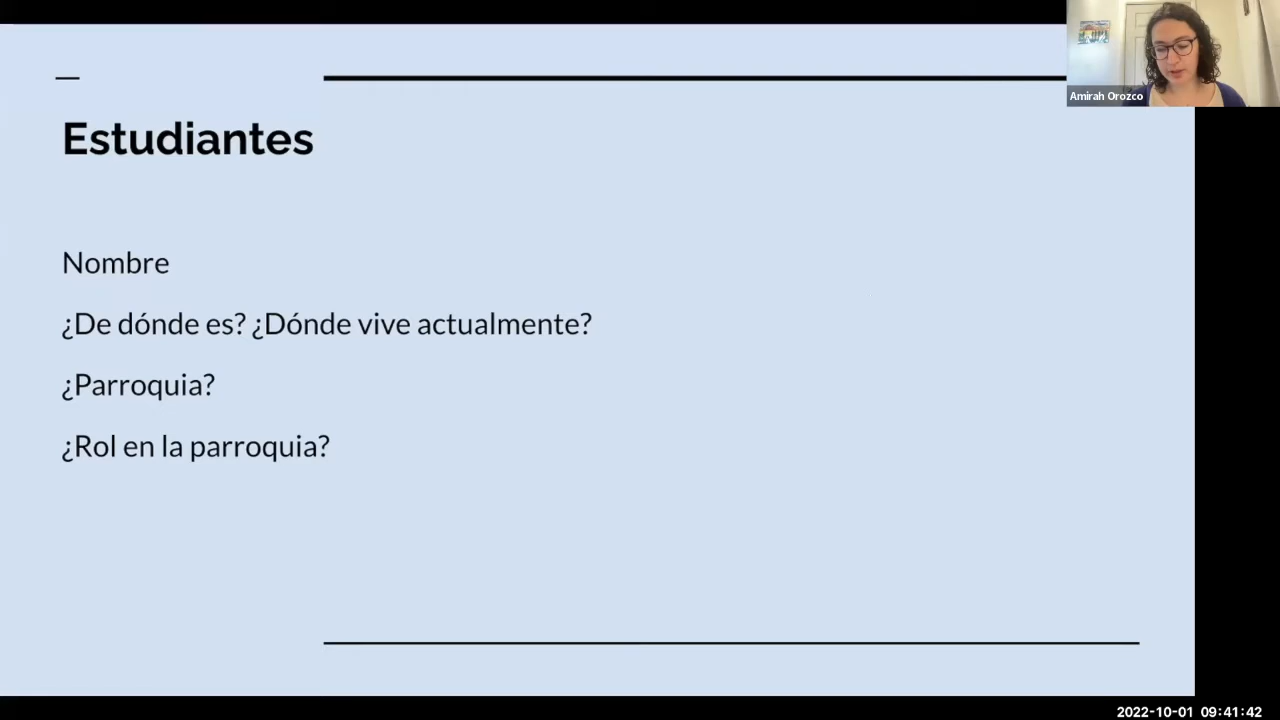 Amirah Orozco
Estudiantes
Nombre
¿De dónde es? ¿Dónde vive actualmente?
¿Parroquia?
¿Rol en la parroquia?
2022-10-01 09:41:42